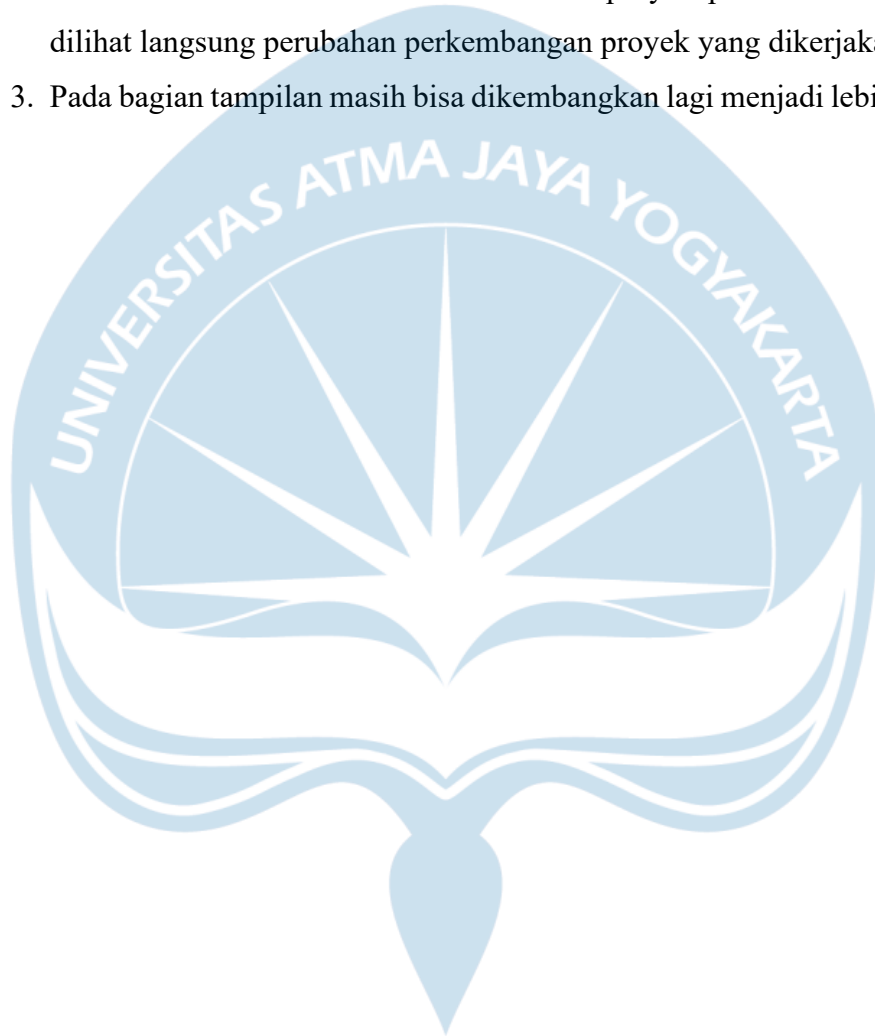 dilihat langsung perubahan perkembangan proyek yang dikerjak
3. Pada bagian tampilan masih bisa dikembangkan lagi menjadi lebi
UNIVERSITAS ATMA JAYA YOGYAKARTA